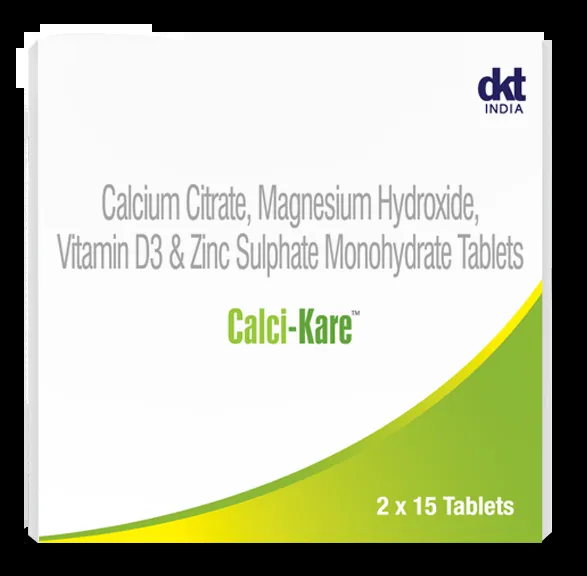 dkt
INDIA
Calcium Citrate, Magnesium Hydroxide,
Vitamin D3 & Zinc Sulphate Monohydrate Tablets
Calci-Kare™
2 x 15 Tablets